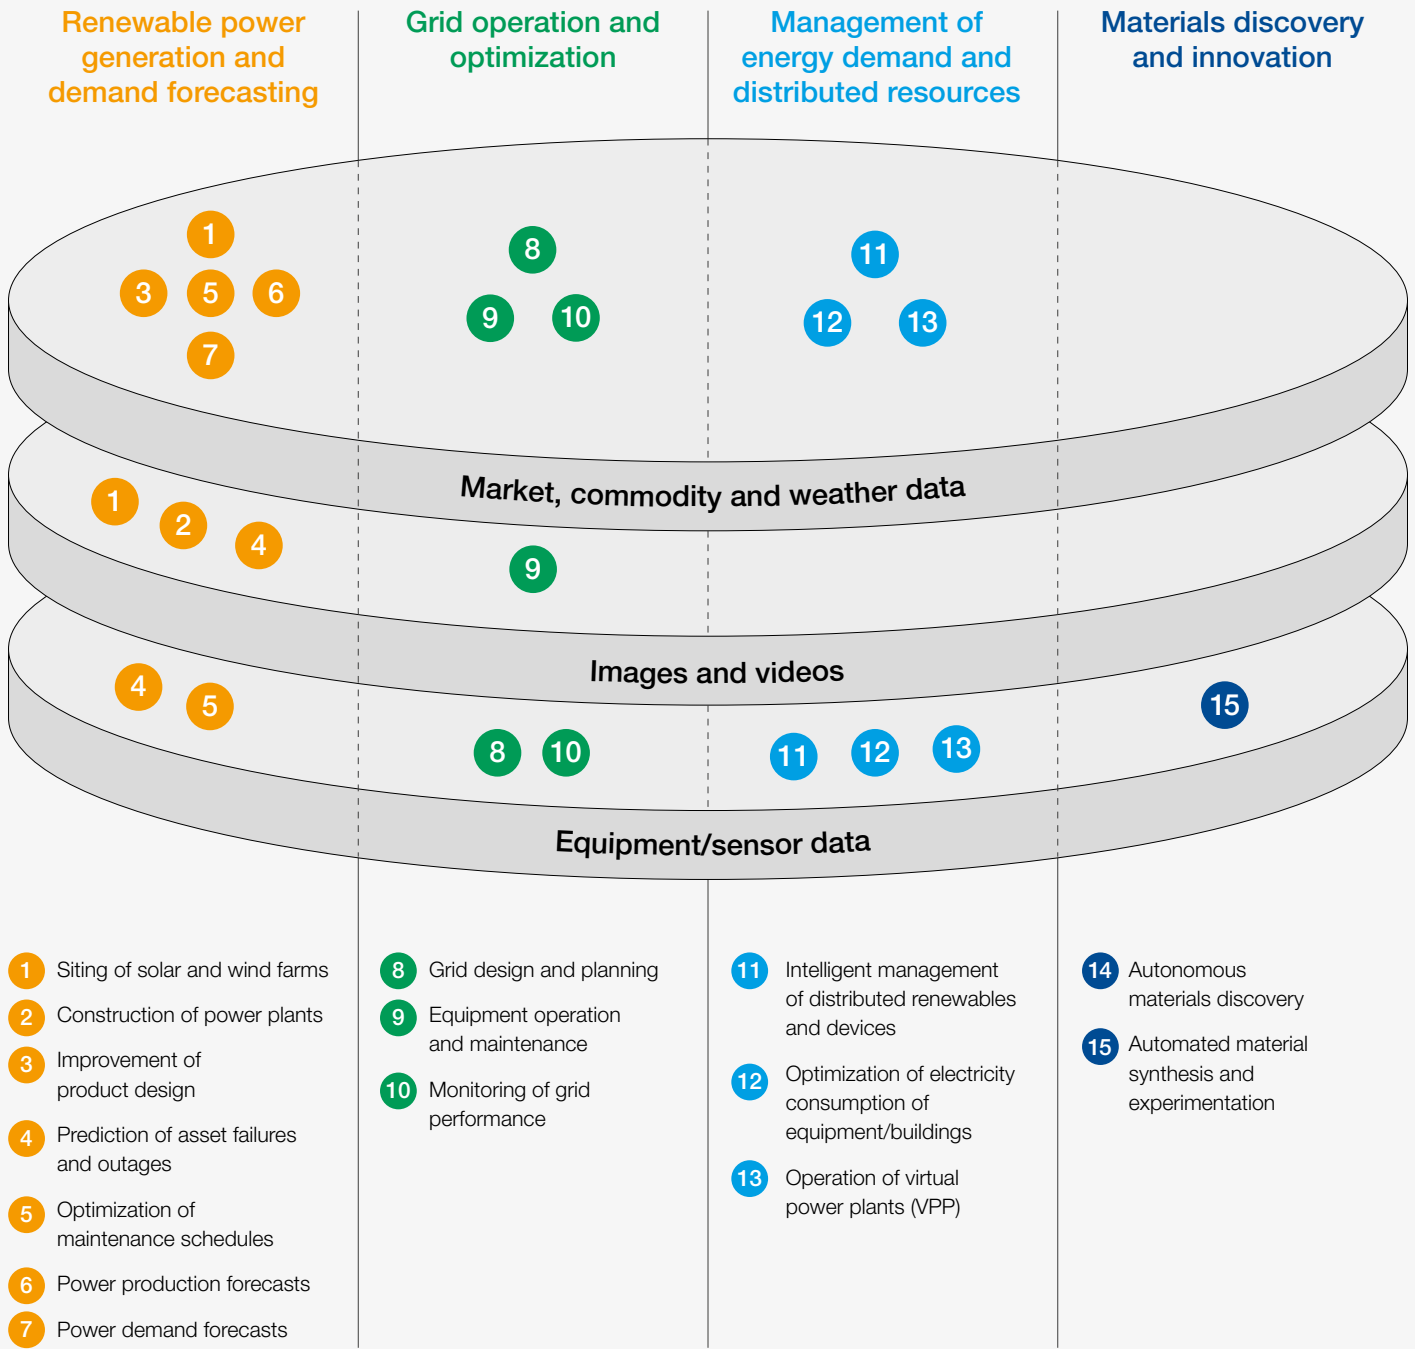 Renewable power
generation and
demand forecasting
Grid operation and
optimization
Management of
energy demand and
distributed resources
Materials discovery
and innovation
1
3 5 6
7
8
9 10
11
12 13
Market, commodity and weather data
1
2
4
9
Images and videos
4
5
8 10
11 12 13
15
Equipment/sensor data
1 Siting of solar and wind farms
2 Construction of power plants
3 Improvement of
product design
4 Prediction of asset failures
and outages
5 Optimization of
maintenance schedules
6 Power production forecasts
7 Power demand forecasts
8 Grid design and planning
9 Equipment operation
and maintenance
10 Monitoring of grid
performance
11 Intelligent management
of distributed renewables
and devices
12 Optimization of electricity
consumption of
equipment/buildings
13 Operation of virtual
power plants (VPP)
14 Autonomous
materials discovery
15 Automated material
synthesis and
experimentation